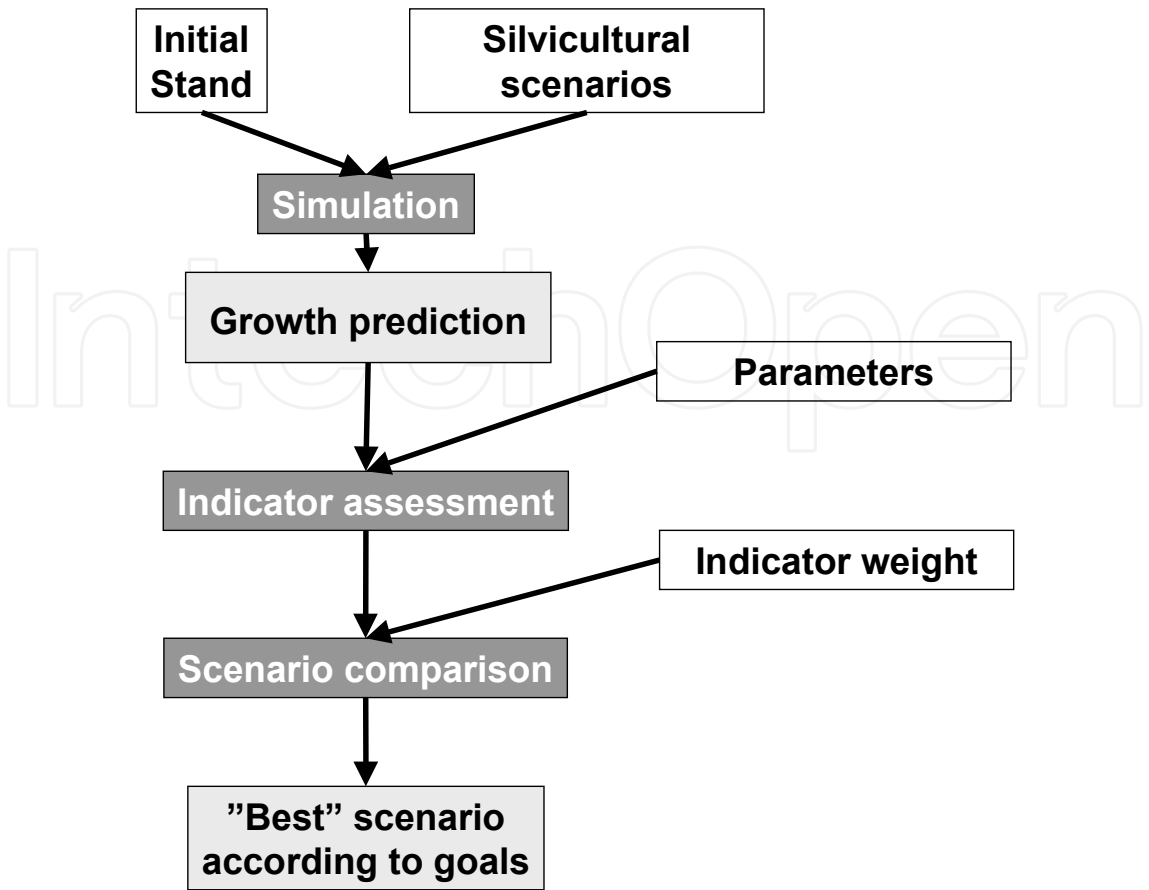 Initial
Stand
Silvicultural
scenarios
Simulation
Growth prediction
IntechOpen
Parameters
Indicator assessment
Indicator weight
Scenario comparison
”Best” scenario
according to goals